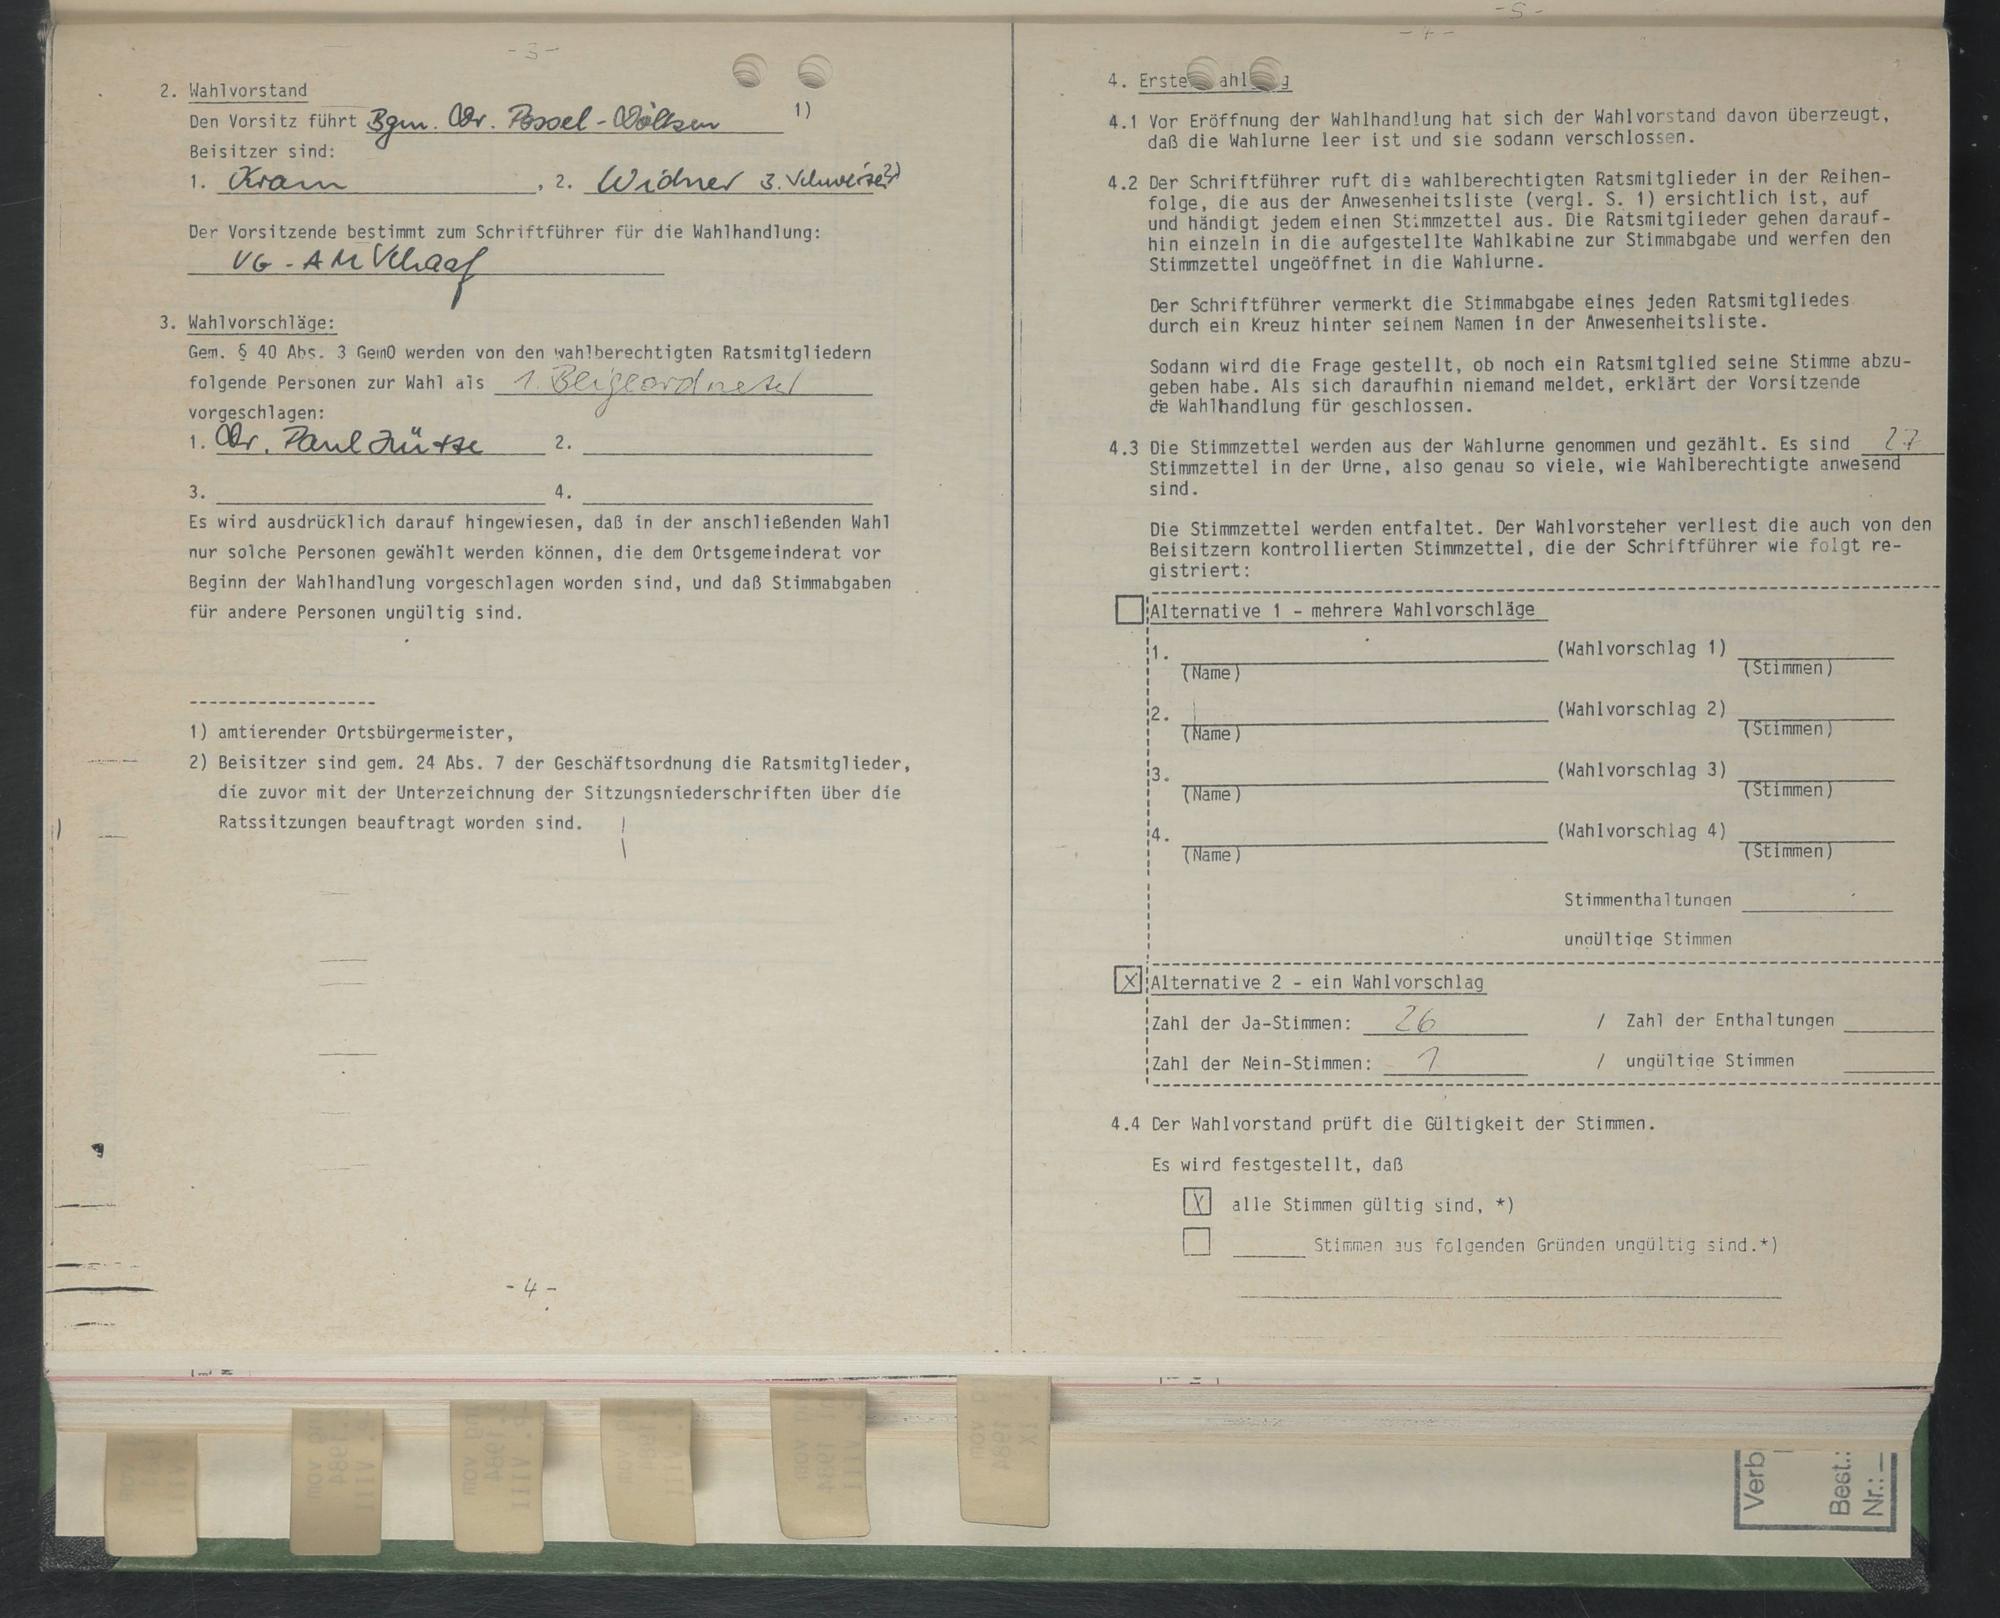 - 3 -
2. Wahlvorstand
Den Vorsitz führt Bgm. Dr. Possel-Dölken 1)
Beisitzer sind:
1. Kram, 2. Widner 3. Schweitzer 2)
Der Vorsitzende bestimmt zum Schriftführer für die Wahlhandlung:
VG - AM Schaaf
3. Wahlvorschläge:
Gem. § 40 Abs. 3 GemO werden von den wahlberechtigten Ratsmitgliedern
folgende Personen zur Wahl als 1. Beigeordneter
vorgeschlagen:
1. Dr. Paul 2.
3. 4.
Es wird ausdrücklich darauf hingewiesen, daß in der anschließenden Wahl
nur solche Personen gewählt werden können, die dem Ortsgemeinderat vor
Beginn der Wahlhandlung vorgeschlagen worden sind, und daß Stimmabgaben
für andere Personen ungültig sind.
1) amtierender Ortsbürgermeister,
2) Beisitzer sind gem. 24 Abs. 7 der Geschäftsordnung die Ratsmitglieder,
die zuvor mit der Unterzeichnung der Sitzungsniederschriften über die
Ratssitzungen beauftragt worden sind.
- 4 -
- 5 -
- 4 -
4. Erste ahl g
4.1 Vor Eröffnung der Wahlhandlung hat sich der Wahlvorstand davon überzeugt,
daß die Wahlurne leer ist und sie sodann verschlossen.
4.2 Der Schriftführer ruft die wahlberechtigten Ratsmitglieder in der Reihen-
folge, die aus der Anwesenheitsliste (vergl. S. 1) ersichtlich ist, auf
und händigt jedem einen Stimmzettel aus. Die Ratsmitglieder gehen darauf-
hin einzeln in die aufgestellte Wahlkabine zur Stimmabgabe und werfen den
Stimmzettel ungeöffnet in die Wahlurne.
Der Schriftführer vermerkt die Stimmabgabe eines jeden Ratsmitgliedes
durch ein Kreuz hinter seinem Namen in der Anwesenheitsliste.
Sodann wird die Frage gestellt, ob noch ein Ratsmitglied seine Stimme abzu-
geben habe. Als sich daraufhin niemand meldet, erklärt der Vorsitzende
die Wahlhandlung für geschlossen.
4.3 Die Stimmzettel werden aus der Wahlurne genommen und gezählt. Es sind 27
Stimmzettel in der Urne, also genau so viele, wie Wahlberechtigte anwesend
sind.
Die Stimmzettel werden entfaltet. Der Wahlvorsteher verliest die auch von den
Beisitzern kontrollierten Stimmzettel, die der Schriftführer wie folgt re-
gistriert:
Alternative 1 - mehrere Wahlvorschläge
1. (Wahlvorschlag 1)
(Name) (Stimmen)
2. (Wahlvorschlag 2)
(Name) (Stimmen)
3. (Wahlvorschlag 3)
(Name) (Stimmen)
4. (Wahlvorschlag 4)
(Name) (Stimmen)
Stimmenthaltungen
ungültige Stimmen
X Alternative 2 - ein Wahlvorschlag
Zahl der Ja-Stimmen: 26 / Zahl der Enthaltungen
Zahl der Nein-Stimmen: 1 / ungültige Stimmen
4.4 Der Wahlvorstand prüft die Gültigkeit der Stimmen.
Es wird festgestellt, daß
X alle Stimmen gültig sind, *)
Stimmen aus folgenden Gründen ungültig sind.*)
Verb
Best.:
Nr.: